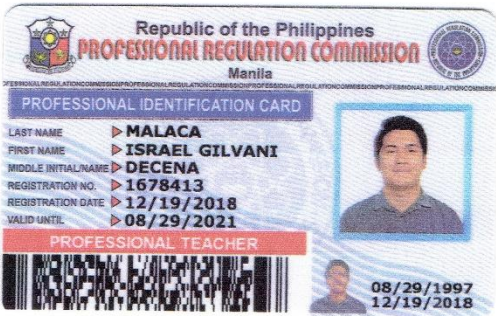 Republic of the Philippines
PROFESSIONAL REGULATION COMMISSION
Manila
PROFESSIONAL IDENTIFICATION CARD
LAST NAME MALACA
FIRST NAME ISRAEL GILVANI
MIDDLE INITIAL/NAME DECENA
REGISTRATION NO. 1678413
REGISTRATION DATE 12/19/2018
VALID UNTIL 08/29/2021
PROFESSIONAL TEACHER
08/29/1997
12/19/2018